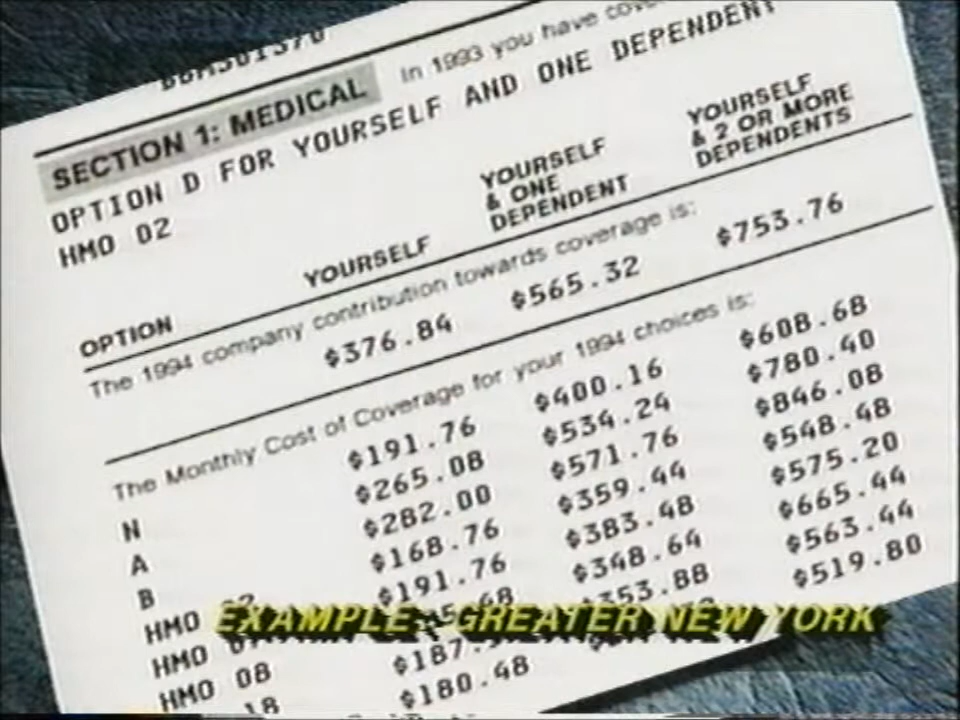 In 1993 you have
SECTION 1: MEDICAL
OPTION D FOR YOURSELF AND ONE DEPENDENT
HMO 02
OPTION YOURSELF YOURSELF & ONE DEPENDENT YOURSELF & 2 OR MORE DEPENDENTS
The 1994 company contribution towards coverage is:
$376.84 $565.32 $753.76
The Monthly Cost of Coverage for your 1994 choices is:
N $191.76 $400.16 $608.68
A $265.08 $534.24 $780.40
B $282.00 $571.76 $846.08
HMO $168.76 $359.44 $548.48
HMO $191.76 $383.48 $575.20
HMO 08 $348.64 $665.44
18 $563.44
$180.48 $519.80
EXAMPLE: GREATER NEW YORK